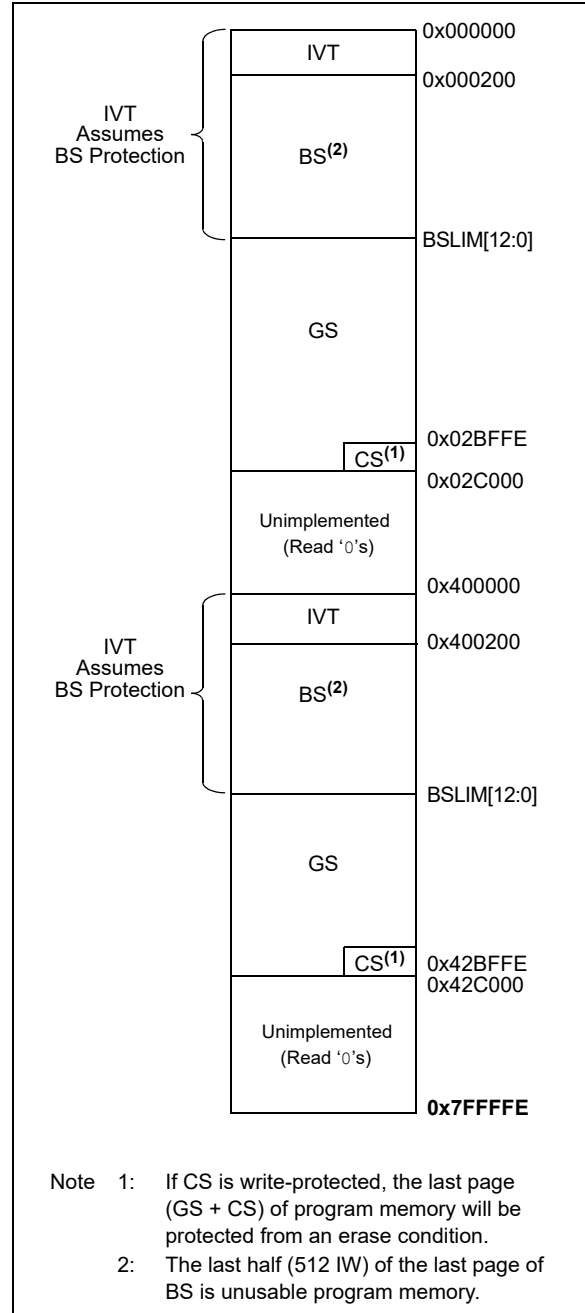 0x000000
IVT
0x000200
IVT
Assumes
BS Protection
BS(2)
BSLIM[12:0]
GS
0x02BFFE
CS(1)
0x02C000
Unimplemented
(Read ‘0’s)
0x400000
IVT
0x400200
IVT
Assumes
BS Protection
BS(2)
BSLIM[12:0]
GS
CS(1) 0x42BFFE
0x42C000
Unimplemented
(Read ‘0’s)
0x7FFFFE
Note 1: If CS is write-protected, the last page
(GS + CS) of program memory will be
protected from an erase condition.
2: The last half (512 IW) of the last page of
BS is unusable program memory.